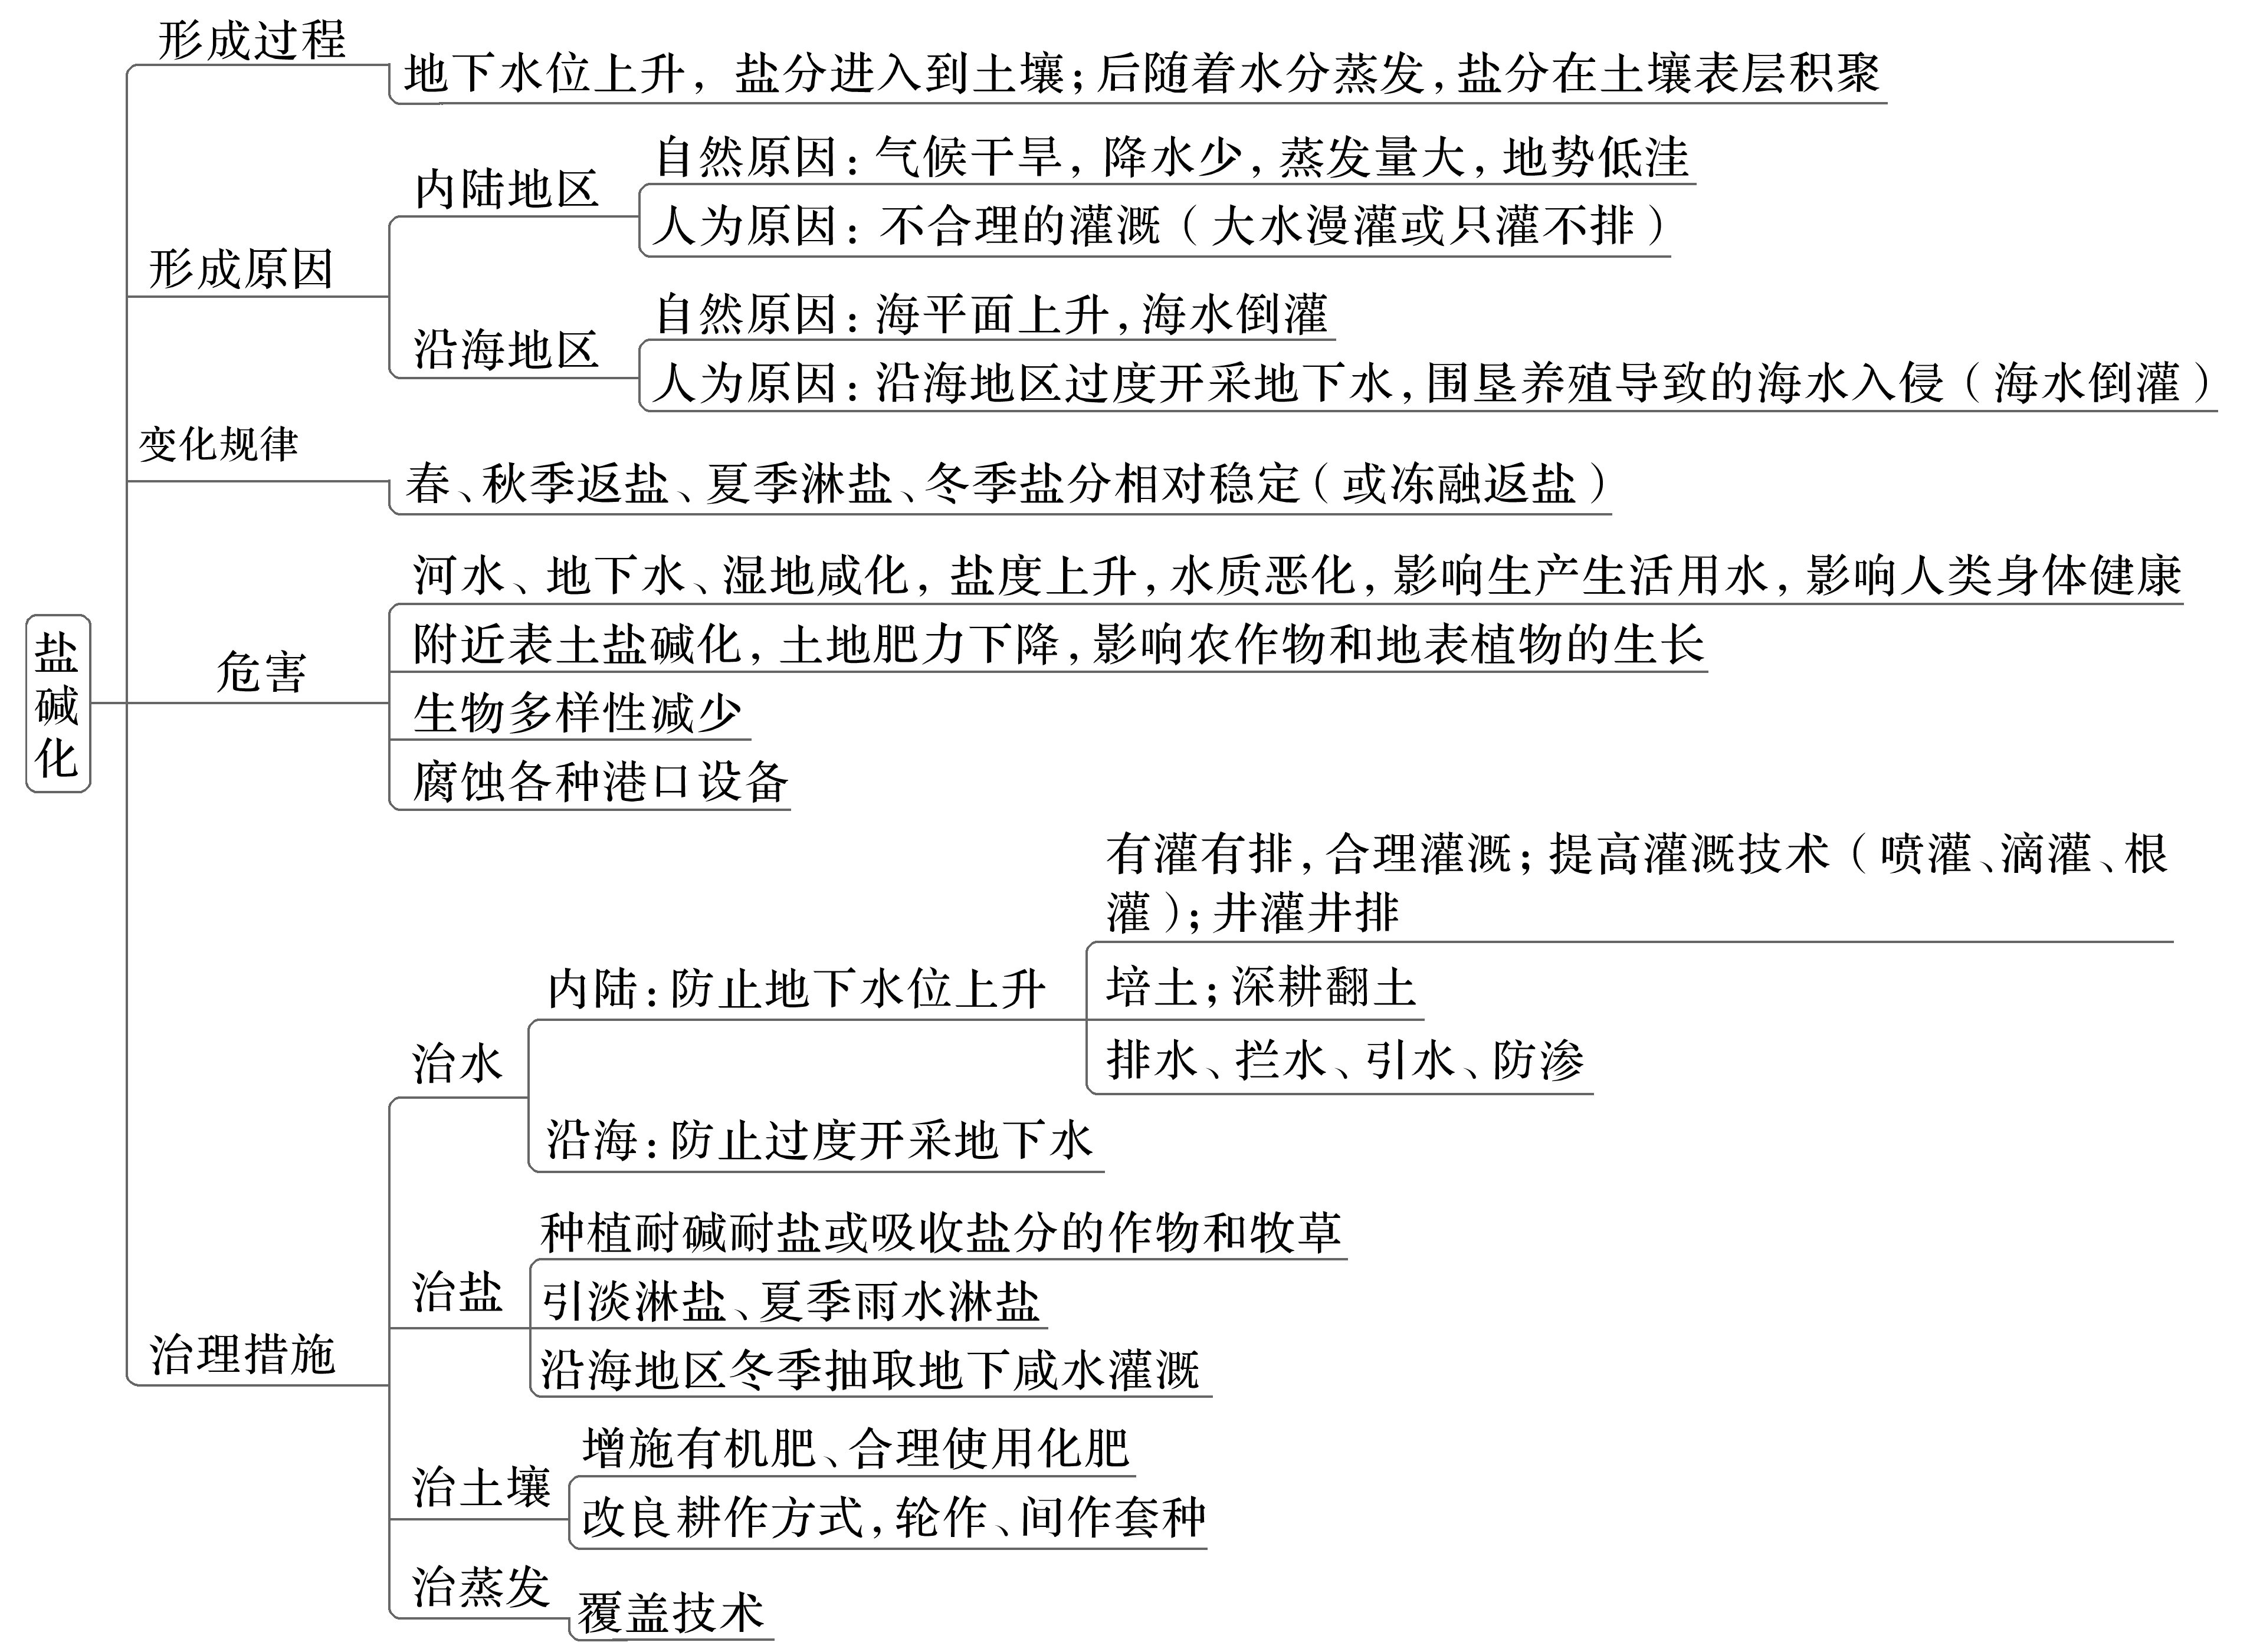 形成过程
地下水位上升，盐分进入到土壤；后随着水分蒸发，盐分在土壤表层积聚
自然原因：气候干旱，降水少，蒸发量大，地势低洼
内陆地区
人为原因：不合理的灌溉（大水漫灌或只灌不排）
形成原因
自然原因：海平面上升，海水倒灌
沿海地区
人为原因：沿海地区过度开采地下水，围垦养殖导致的海水入侵（海水倒灌）
变化规律
春、秋季返盐、夏季淋盐、冬季盐分相对稳定（或冻融返盐）
河水、地下水、湿地咸化，盐度上升，水质恶化，影响生产生活用水，影响人类身体健康
附近表土盐碱化，土地肥力下降，影响农作物和地表植物的生长
盐碱化
危害
生物多样性减少
腐蚀各种港口设备
有灌有排，合理灌溉；提高灌溉技术（喷灌、滴灌、根
灌）；井灌井排
内陆：防止地下水位上升
培土；深耕翻土
治水
排水、拦水、引水、防渗
沿海：防止过度开采地下水
种植耐碱耐盐或吸收盐分的作物和牧草
治盐
引淡淋盐、夏季雨水淋盐
治理措施
沿海地区冬季抽取地下咸水灌溉
增施有机肥、合理使用化肥
治土壤
改良耕作方式，轮作、间作套种
治蒸发
覆盖技术